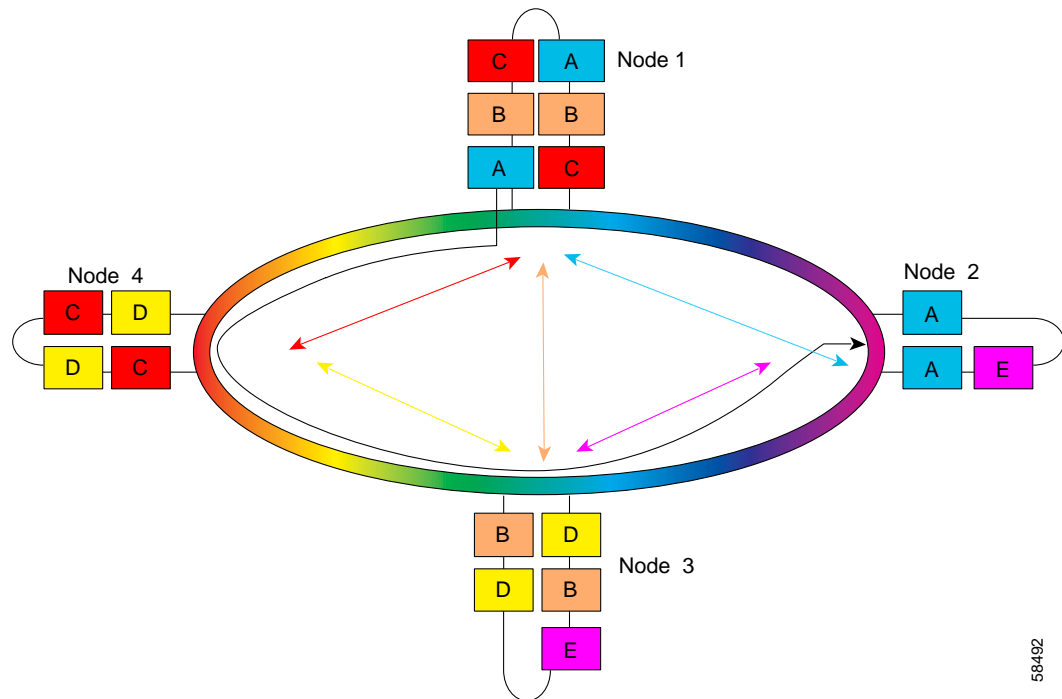 C A Node 1
B B
A C
Node 4
C D
D C
Node 2
A
A E
B D
Node 3
D B
E
58492